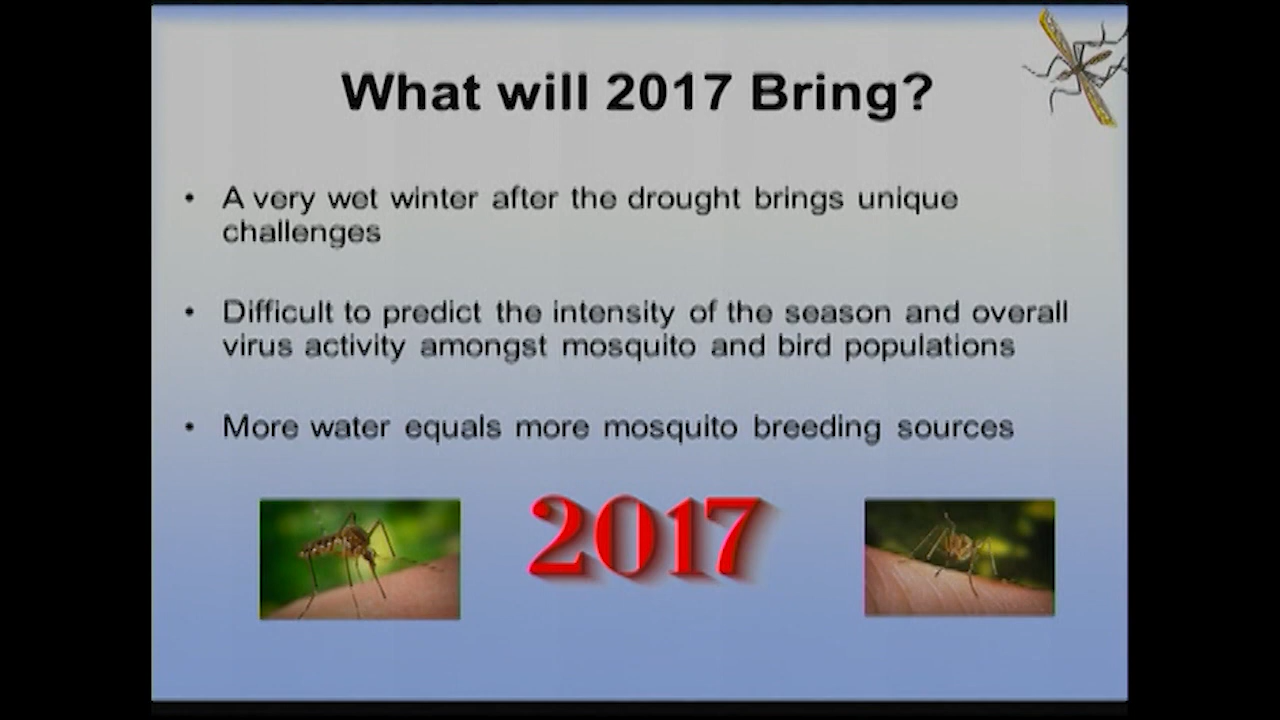 What will 2017 Bring?
• A very wet winter after the drought brings unique
challenges
• Difficult to predict the intensity of the season and overall
virus activity amongst mosquito and bird populations
• More water equals more mosquito breeding sources
2017